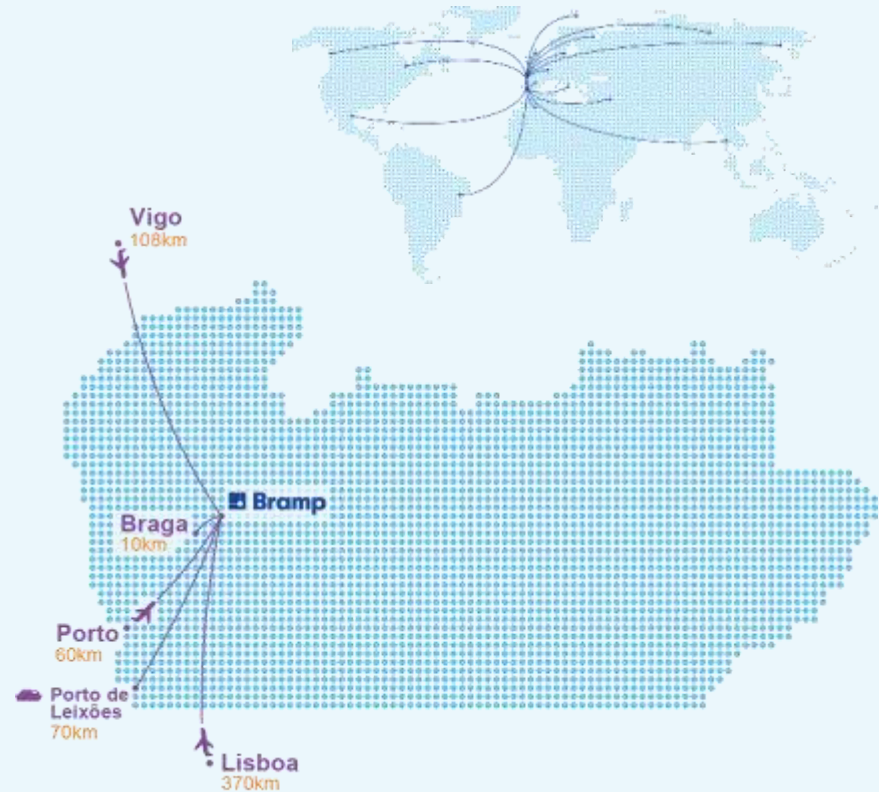 Vigo
108km
Bramp
Braga
10km
Porto
60km
Porto de
Leixões
70km
Lisboa
370km